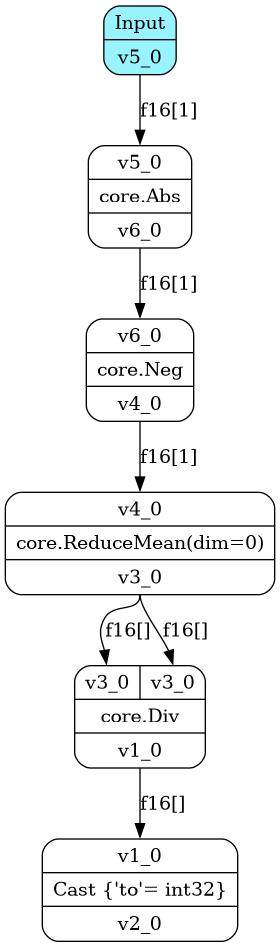 Input
v5_0
f16[1]
v5_0
core.Abs
v6_0
f16[1]
v6_0
core.Neg
v4_0
f16[1]
v4_0
core.ReduceMean(dim=0)
v3_0
f16[] f16[]
v3_0 v3_0
core.Div
v1_0
f16[]
v1_0
Cast {'to'= int32}
v2_0